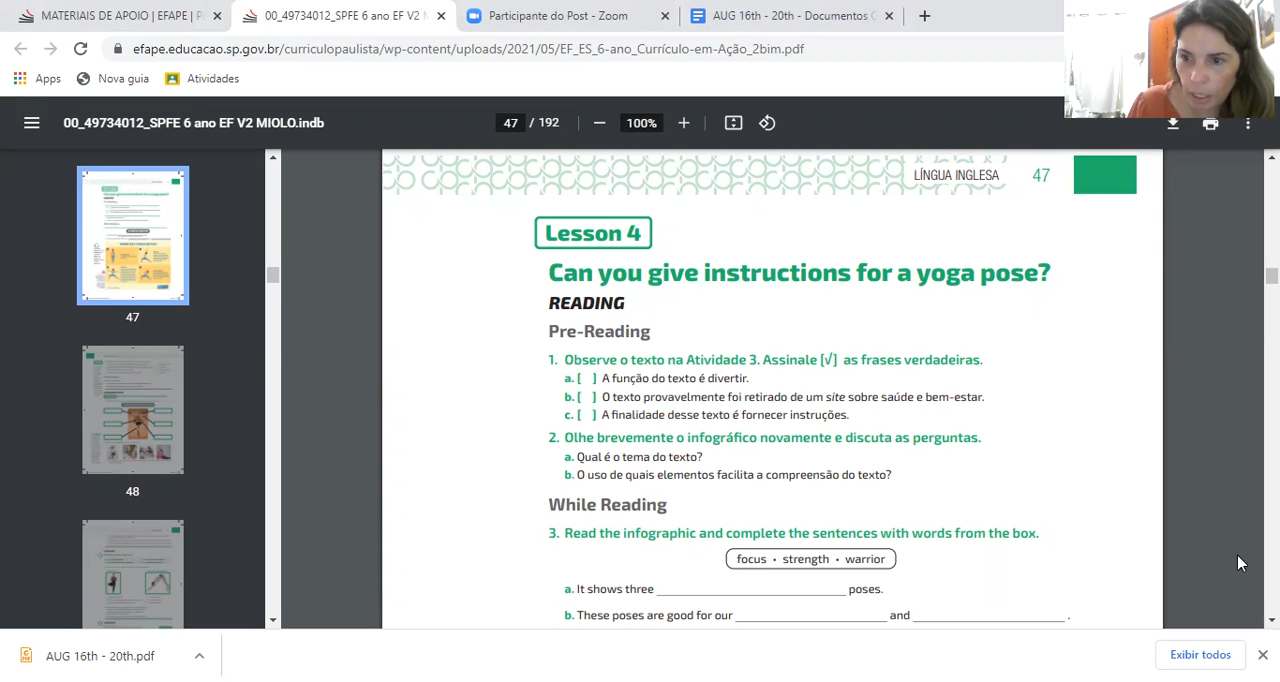 MATERIAIS DE APOIO | EFAPE | P
00_49734012_SPFE 6 ano EF V2 M
Participante do Post - Zoom
AUG 16th - 20th - Documentos G
efape.educacao.sp.gov.br/curriculopaulista/wp-content/uploads/2021/05/EF_ES_6-ano_Currículo-em-Ação_2bim.pdf
Apps
Nova guia
Atividades
00_49734012_SPFE 6 ano EF V2 MIOLO.indb
47 / 192
100%
LÍNGUA INGLESA 47
Lesson 4
Can you give instructions for a yoga pose?
READING
Pre-Reading
1. Observe o texto na Atividade 3. Assinale [√] as frases verdadeiras.
a. [ ] A função do texto é divertir.
b. [ ] O texto provavelmente foi retirado de um site sobre saúde e bem-estar.
c. [ ] A finalidade desse texto é fornecer instruções.
2. Olhe brevemente o infográfico novamente e discuta as perguntas.
a. Qual é o tema do texto?
b. O uso de quais elementos facilita a compreensão do texto?
While Reading
3. Read the infographic and complete the sentences with words from the box.
focus • strength • warrior
a. It shows three ____________ poses.
b. These poses are good for our ____________ and ____________ .
47
48
AUG 16th - 20th.pdf
Exibir todos